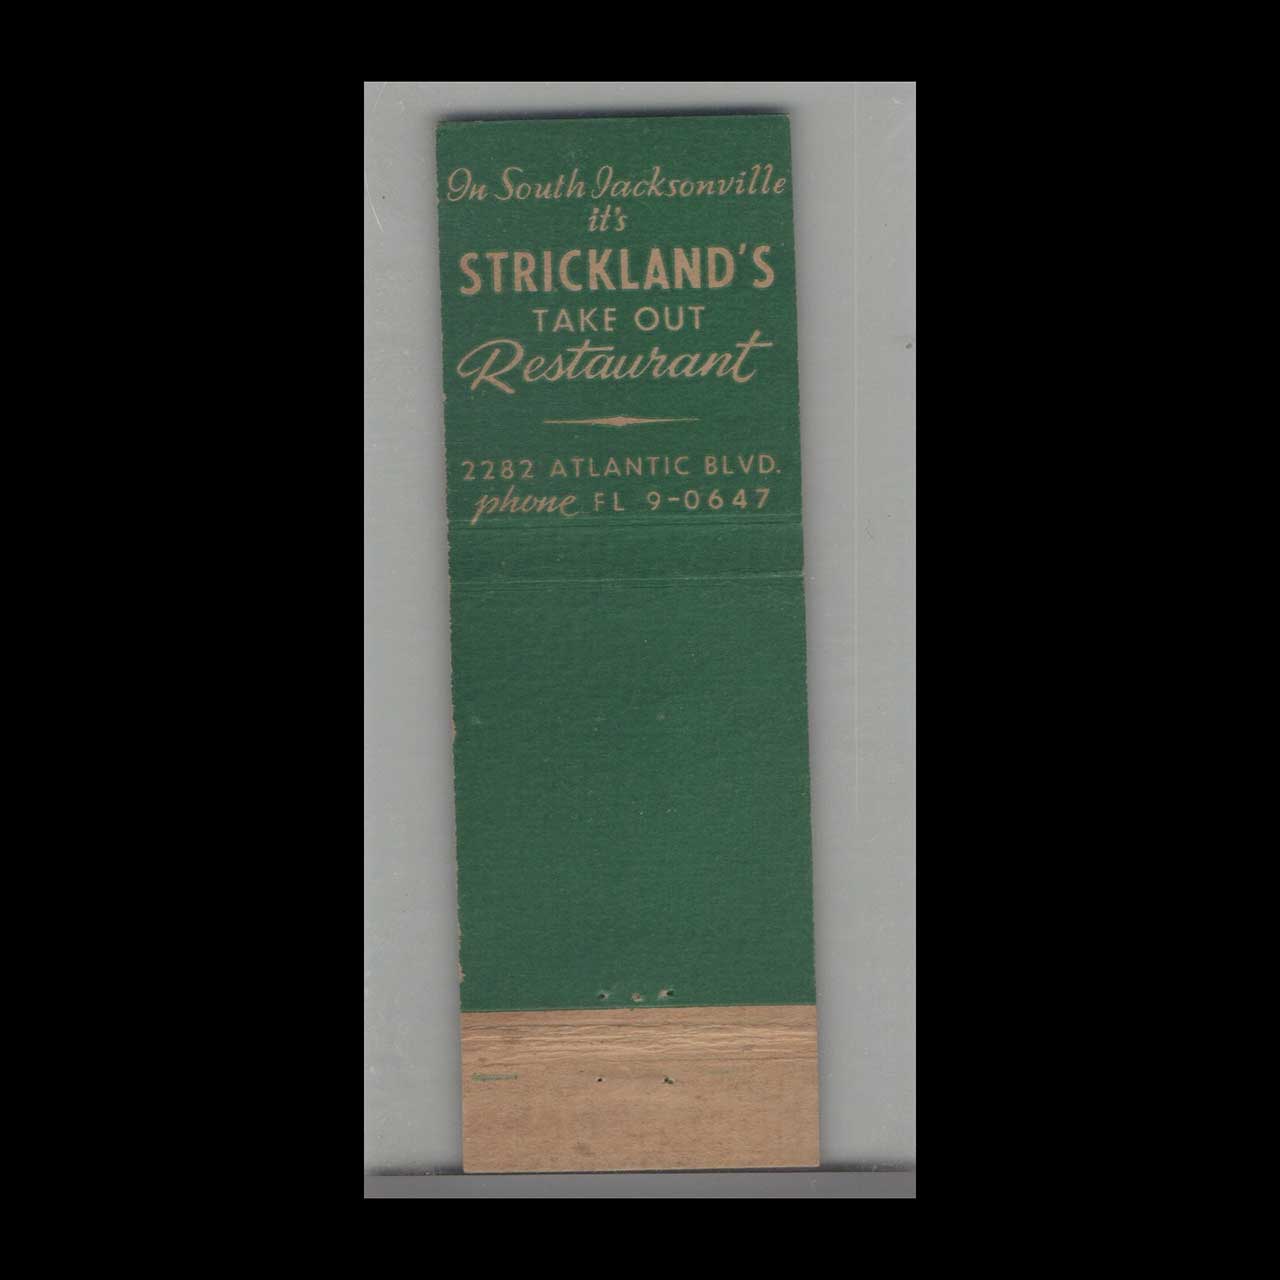 In South Jacksonville
it's
STRICKLAND'S
TAKE OUT
Restaurant
2282 ATLANTIC BLVD.
phone FL 9-0647